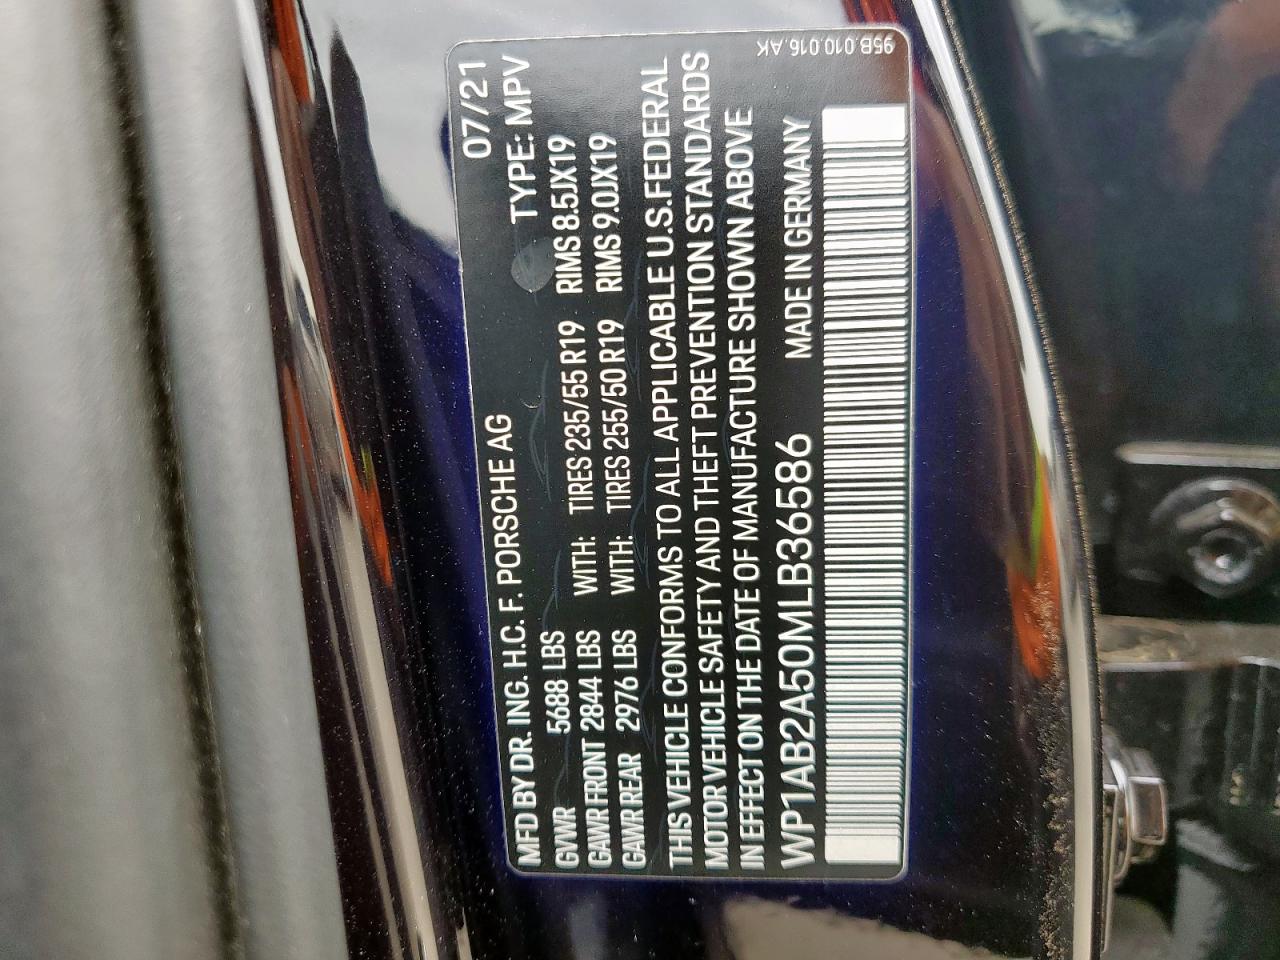 07/21
MFD BY DR. ING. H.C. F. PORSCHE AG TYPE: MPV
GVWR 5688 LBS
GAWR FRONT 2844 LBS WITH: TIRES 235/55 R19 RIMS 8.5JX19
GAWR REAR 2976 LBS WITH: TIRES 255/50 R19 RIMS 9.0JX19
THIS VEHICLE CONFORMS TO ALL APPLICABLE U.S.FEDERAL
MOTOR VEHICLE SAFETY AND THEFT PREVENTION STANDARDS
IN EFFECT ON THE DATE OF MANUFACTURE SHOWN ABOVE
WP1AB2A50MLB36586 MADE IN GERMANY
95B.010.016.AK